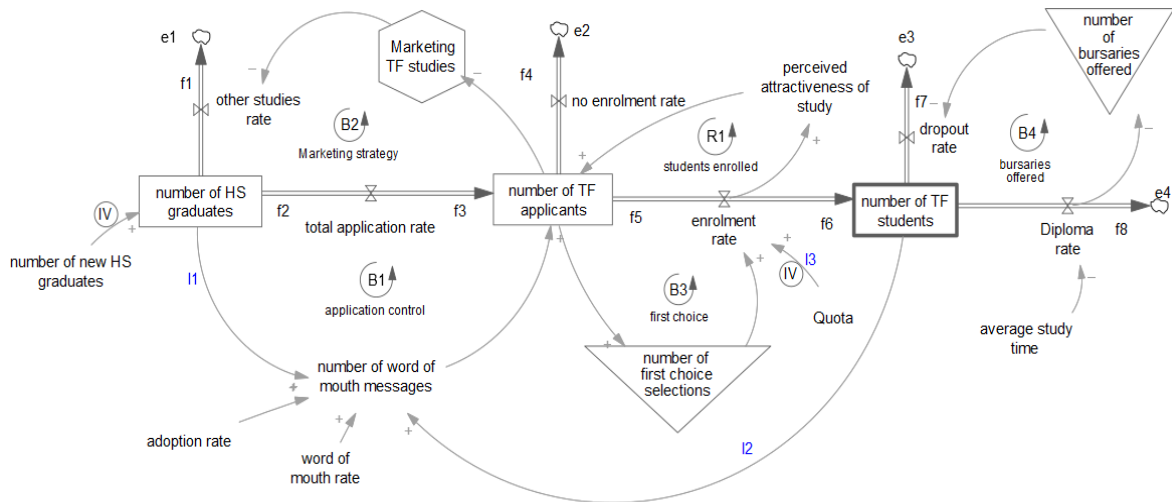 e1
f1
other studies
rate
Marketing
TF studies
B2
Marketing strategy
e2
f4
no enrolment rate
perceived
attractiveness of
study
R1
students enrolled
e3
f7
dropout
rate
number
of
bursaries
offered
B4
bursaries
offered
e4
number of HS
graduates
f2
f3
total application rate
number of TF
applicants
f5
enrolment
rate
f6
number of TF
students
Diploma
rate
f8
IV
number of new HS
graduates
l1
B1
application control
B3
first choice
l3
IV
Quota
average study
time
number of word of
mouth messages
number of
first choice
selections
adoption rate
word of
mouth rate
l2